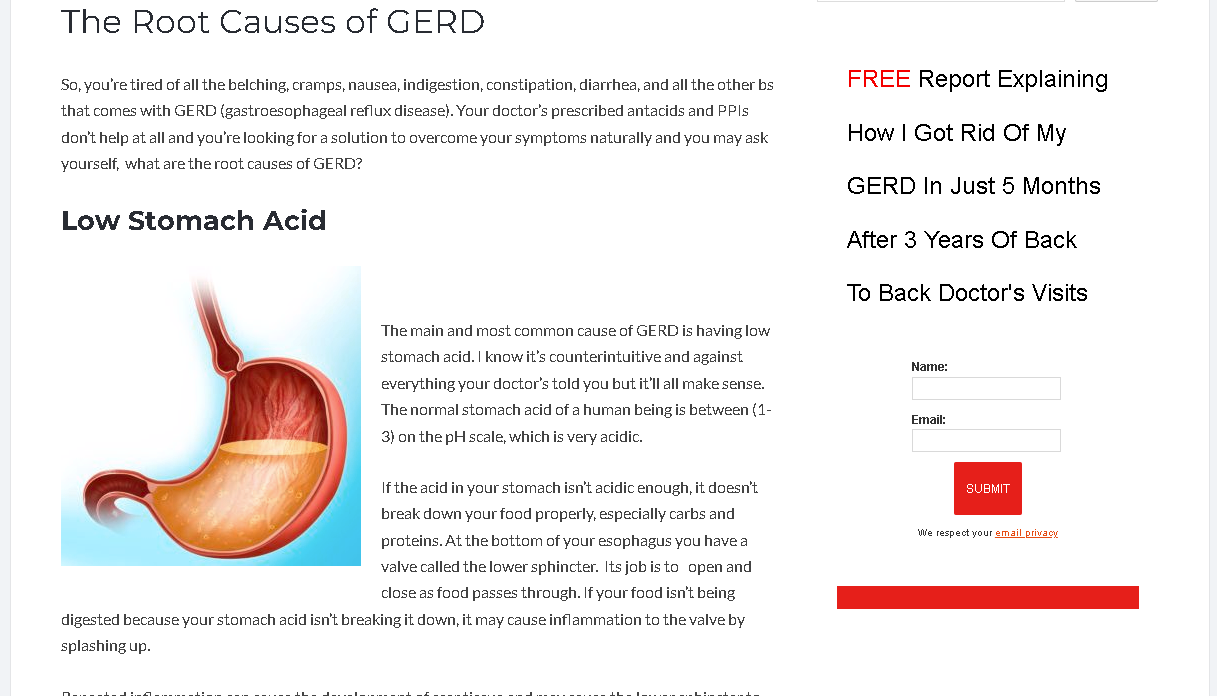 The Root Causes of GERD
So, you're tired of all the belching, cramps, nausea, indigestion, constipation, diarrhea, and all the other bs
that comes with GERD (gastroesophageal reflux disease). Your doctor's prescribed antacids and PPIs
don't help at all and you're looking for a solution to overcome your symptoms naturally and you may ask
yourself,  what are the root causes of GERD?
Low Stomach Acid
The main and most common cause of GERD is having low
stomach acid. I know it's counterintuitive and against
everything your doctor's told you but it'll all make sense.
The normal stomach acid of a human being is between (1-
3) on the pH scale, which is very acidic.
If the acid in your stomach isn't acidic enough, it doesn't
break down your food properly, especially carbs and
proteins. At the bottom of your esophagus you have a
valve called the lower sphincter.  Its job is to  open and
close as food passes through. If your food isn't being
digested because your stomach acid isn't breaking it down, it may cause inflammation to the valve by
splashing up.
FREE Report Explaining
How I Got Rid Of My
GERD In Just 5 Months
After 3 Years Of Back
To Back Doctor's Visits
Name:
Email:
SUBMIT
We respect your email privacy